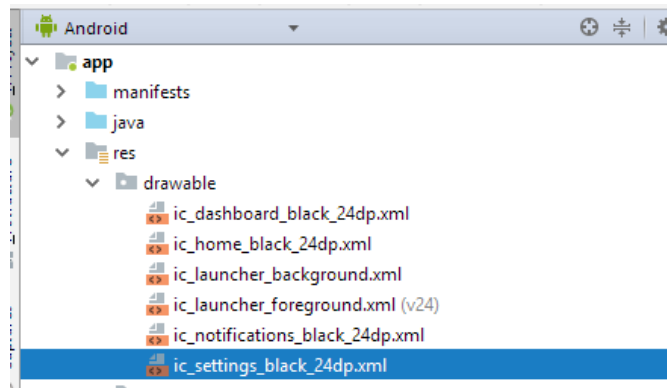 Android
app
manifests
java
res
drawable
ic_dashboard_black_24dp.xml
ic_home_black_24dp.xml
ic_launcher_background.xml
ic_launcher_foreground.xml (v24)
ic_notifications_black_24dp.xml
ic_settings_black_24dp.xml